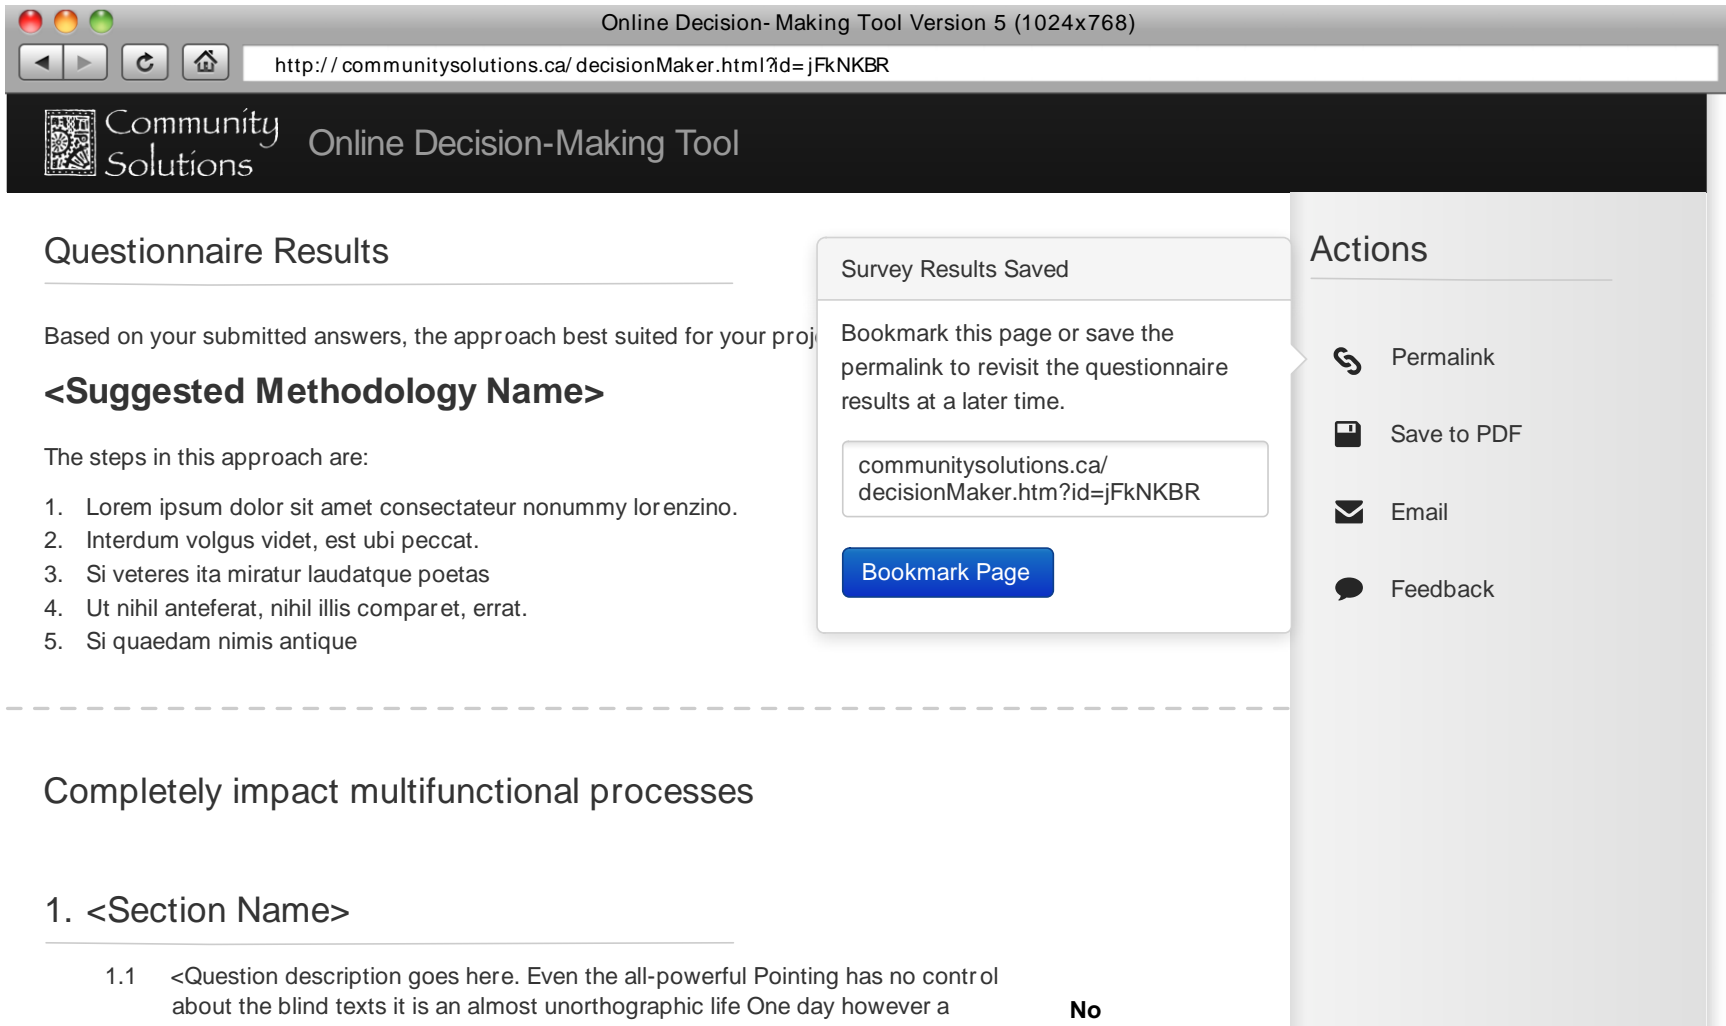 Online Decision-Making Tool Version 5 (1024x768)
http://communitysolutions.ca/decisionMaker.html?id=jFkNKBR
Community
Solutions
Online Decision-Making Tool
Questionnaire Results
Based on your submitted answers, the approach best suited for your
<Suggested Methodology Name>
The steps in this approach are:
1. Lorem ipsum dolor sit amet consectateur nonummy lorenzino.
2. Interdum volgus videt, est ubi peccat.
3. Si veteres ita miratur laudatque poetas
4. Ut nihil anteferat, nihil illis comparet, errat.
5. Si quaedam nimis antique
Survey Results Saved
Bookmark this page or save the
permalink to revisit the questionnaire
results at a later time.
communitysolutions.ca/
decisionMaker.htm?id=jFkNKBR
Bookmark Page
Actions
Permalink
Save to PDF
Email
Feedback
Completely impact multifunctional processes
1. <Section Name>
1.1 <Question description goes here. Even the all-powerful Pointing has no control
about the blind texts it is an almost unorthographic life One day however a
No